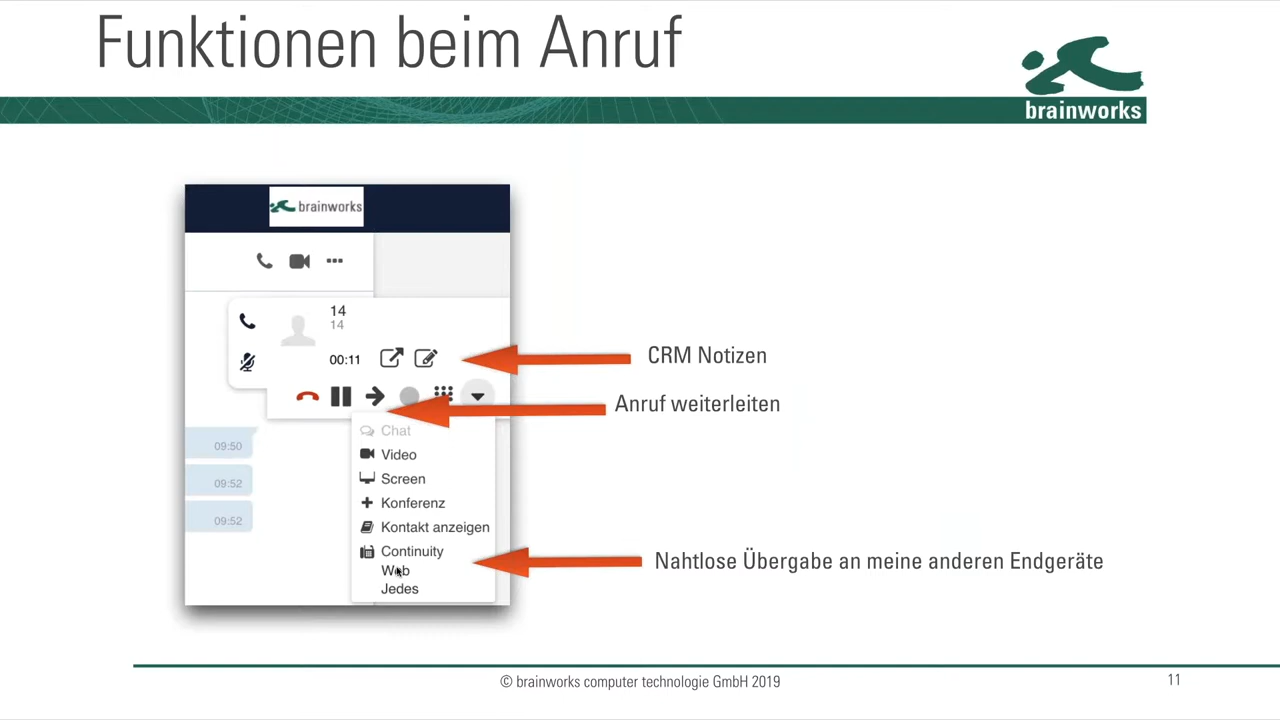 Funktionen beim Anruf
brainworks
brainworks
14
14
00:11
CRM Notizen
Anruf weiterleiten
Chat
09:50
Video
09:52
Screen
Konferenz
09:52
Kontakt anzeigen
Continuity
Nahtlose Übergabe an meine anderen Endgeräte
Web
Jedes
© brainworks computer technologie GmbH 2019
11